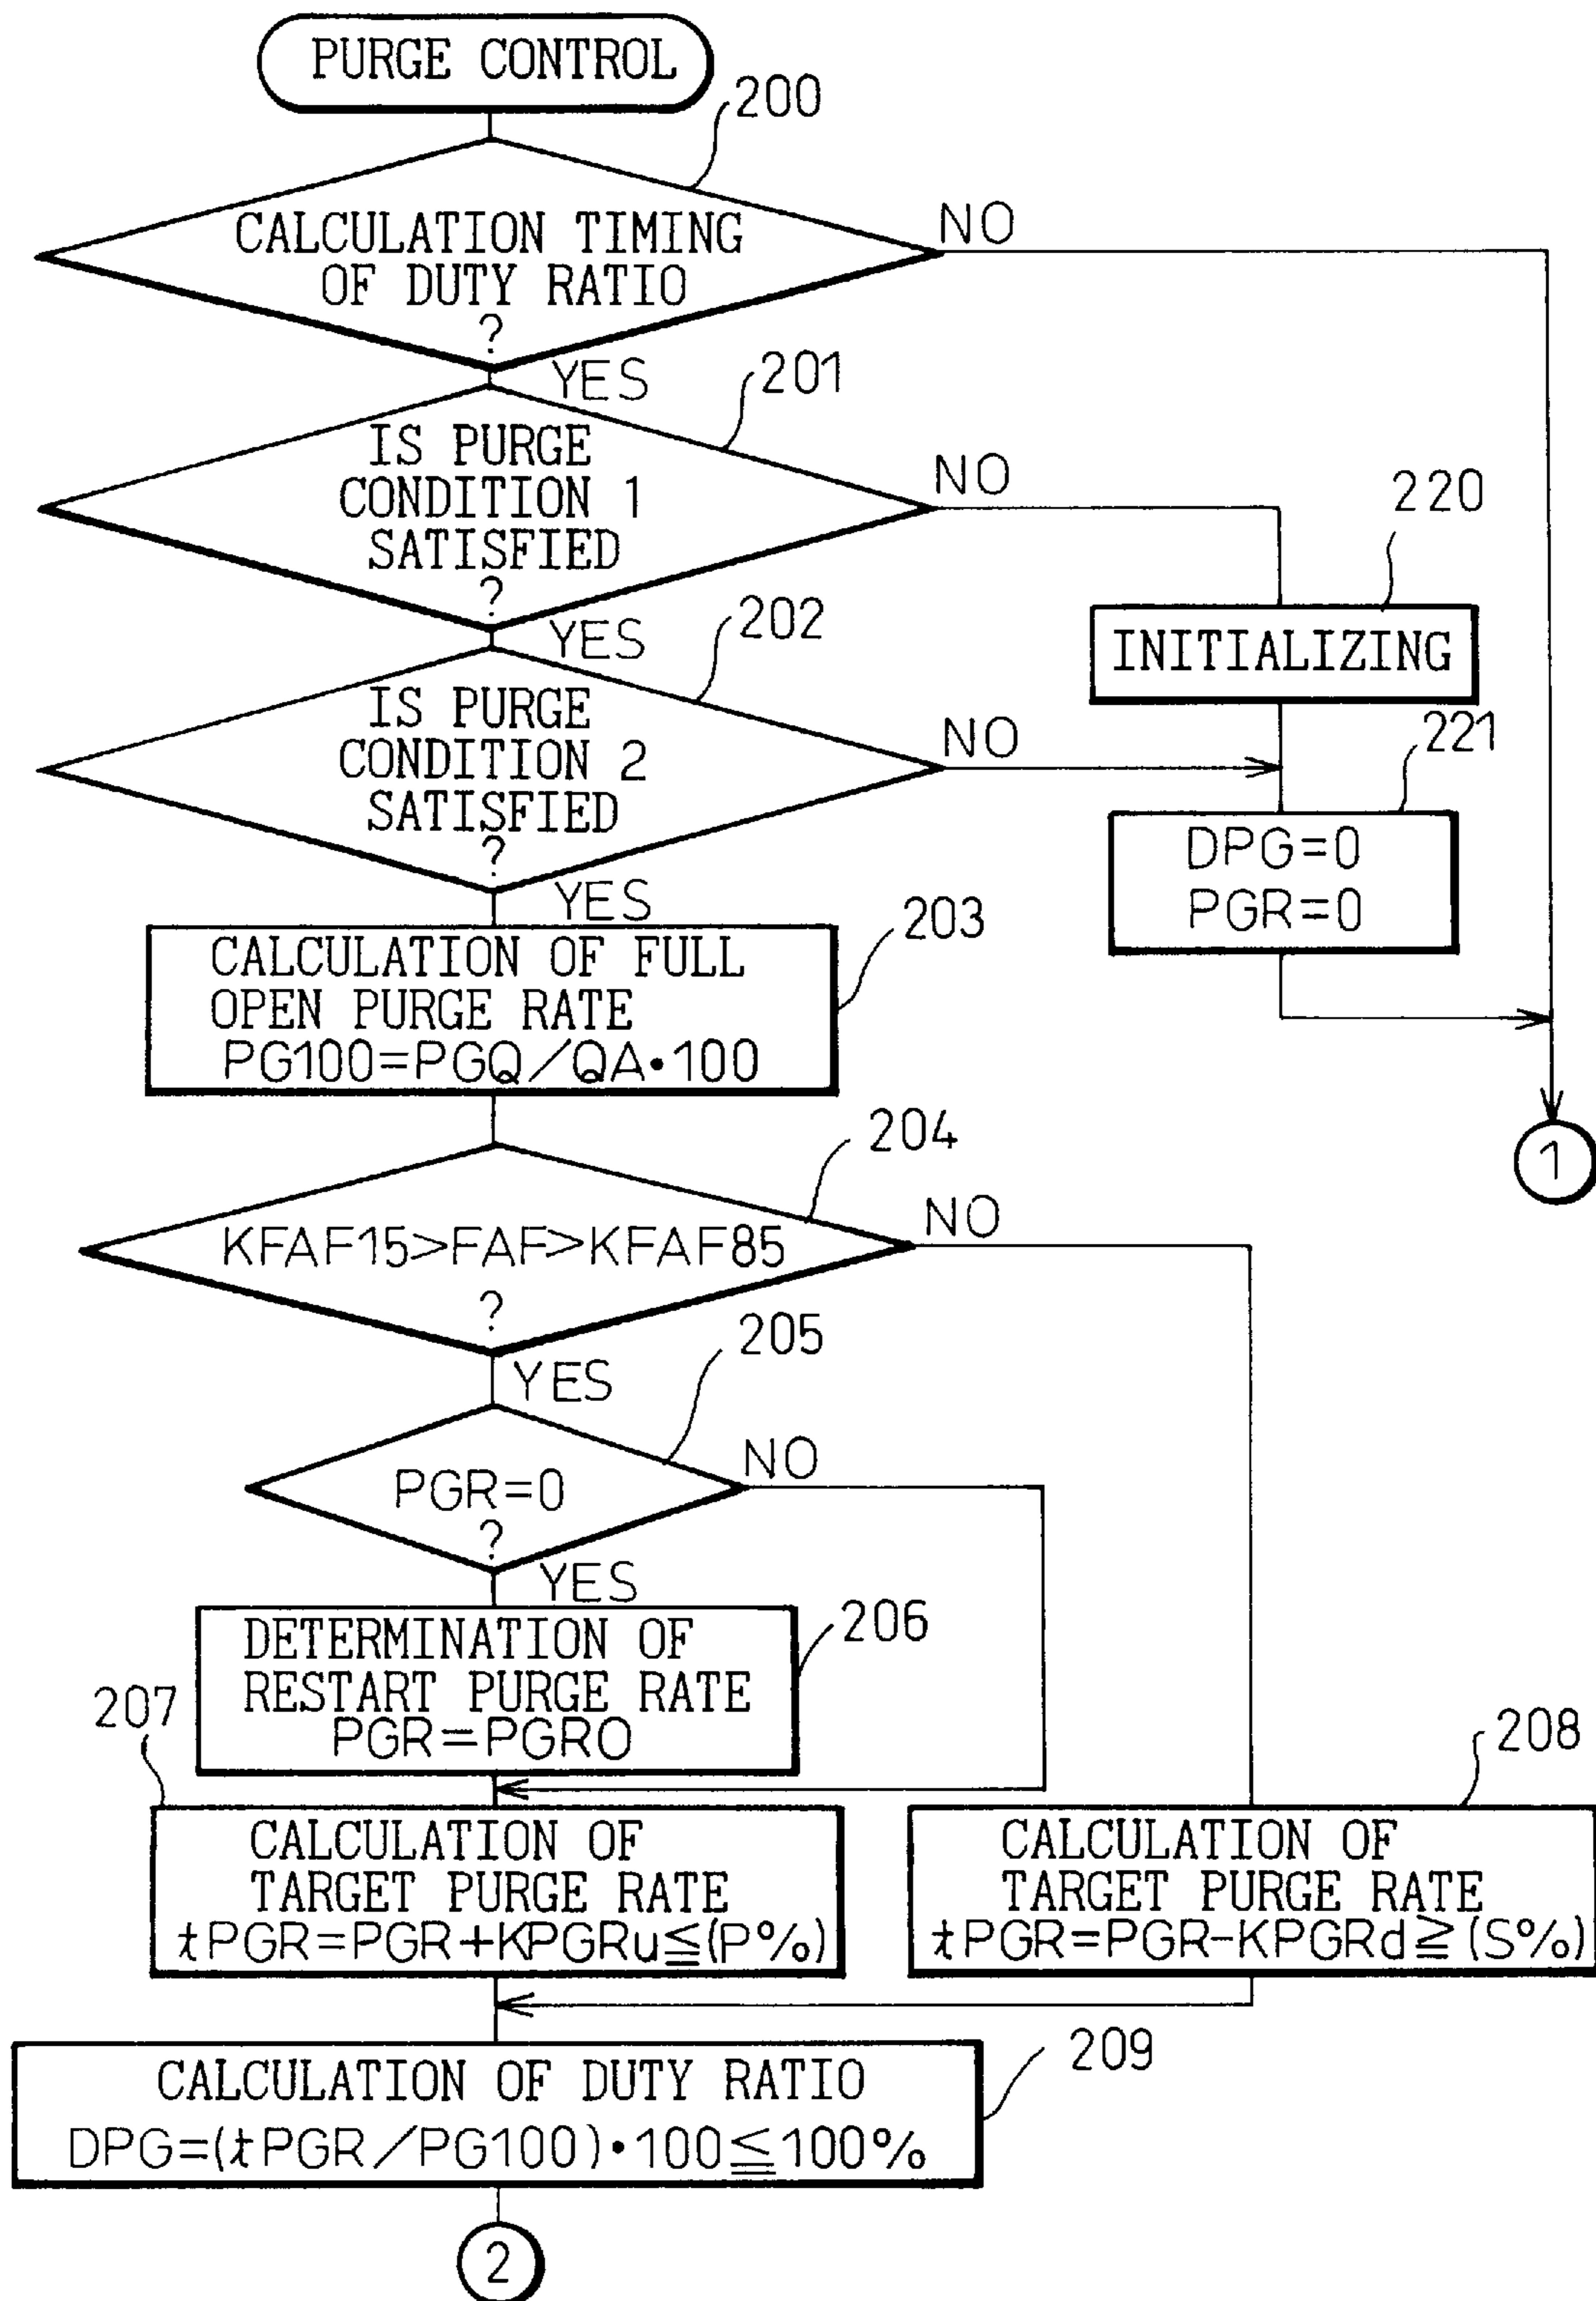 PURGE CONTROL
200
CALCULATION TIMING
OF DUTY RATIO
?
NO
YES
201
IS PURGE
CONDITION 1
SATISFIED
?
NO
220
INITIALIZING
YES
202
IS PURGE
CONDITION 2
SATISFIED
?
NO
221
DPG=0
PGR=0
YES
203
CALCULATION OF FULL
OPEN PURGE RATE
PG100=PGQ/QA•100
1
204
KFAF15>FAF>KFAF85
?
NO
YES
205
PGR=0
?
NO
YES
206
DETERMINATION OF
RESTART PURGE RATE
PGR=PGRO
207
CALCULATION OF
TARGET PURGE RATE
tPGR=PGR+KPGRu≦(P%)
208
CALCULATION OF
TARGET PURGE RATE
tPGR=PGR-KPGRd≧(S%)
209
CALCULATION OF DUTY RATIO
DPG=(tPGR/PG100)•100≦100%
2